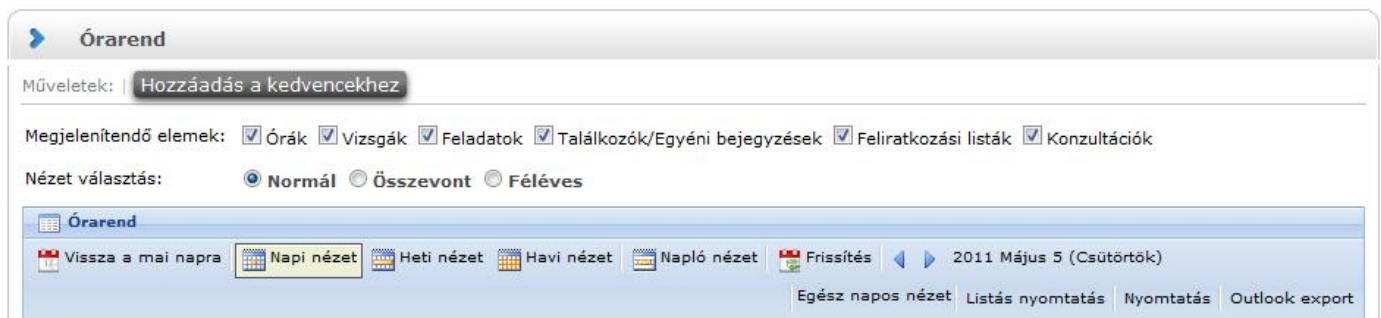 Órarend
Műveletek: | Hozzáadás a kedvencekhez
Megjelenítendő elemek: Órák Vizsgák Feladatok Találkozók/Egyéni bejegyzések Feliratkozási listák Konzultációk
Nézet választás: Normál Összevont Féléves
Órarend
Vissza a mai napra Napi nézet Heti nézet Havi nézet Napló nézet Frissítés 2011 Május 5 (Csütörtök)
Egész napos nézet Listás nyomtatás Nyomtatás Outlook export